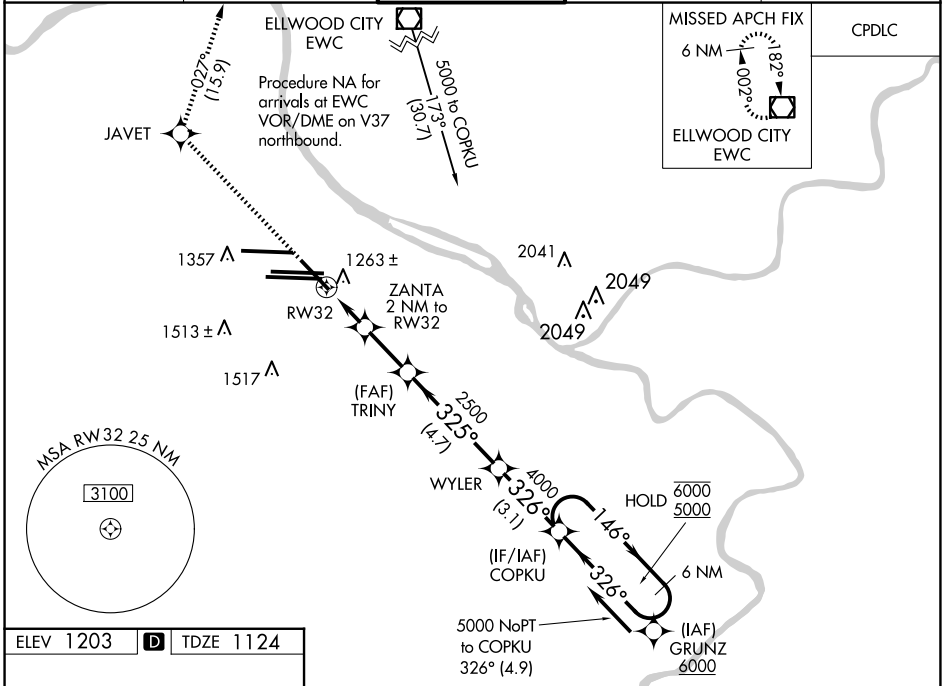 ELLWOOD CITY
EWC
Procedure NA for
arrivals at EWC
VOR/DME on V37
northbound.
5000 to COPKU
173°
(30.7)
027°
(15.9)
JAVET
MISSED APCH FIX
6 NM
182°
002°
ELLWOOD CITY
EWC
CPDLC
1357
1263 ±
RW32
ZANTA
2 NM to
RW32
2041
2049
2049
1513 ±
1517
(FAF)
TRINY
2500
325°
(4.7)
WYLER
4000
326°
(3.1)
(IF/IAF)
COPKU
HOLD
6000
5000
146°
326°
6 NM
5000 NoPT
to COPKU
326° (4.9)
(IAF)
GRUNZ
6000
MSA RW32 25 NM
3100
ELEV 1203
D
TDZE 1124